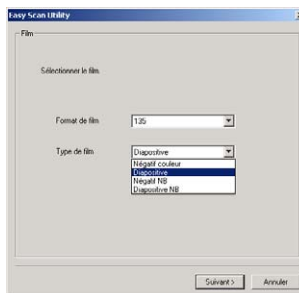 Easy Scan Utility
Film
Sélectionner le film.
Format de film
135
Type de film
Diapositive
Négatif couleur
Diapositive
Négatif NB
Diapositive NB
Suivant >
Annuler